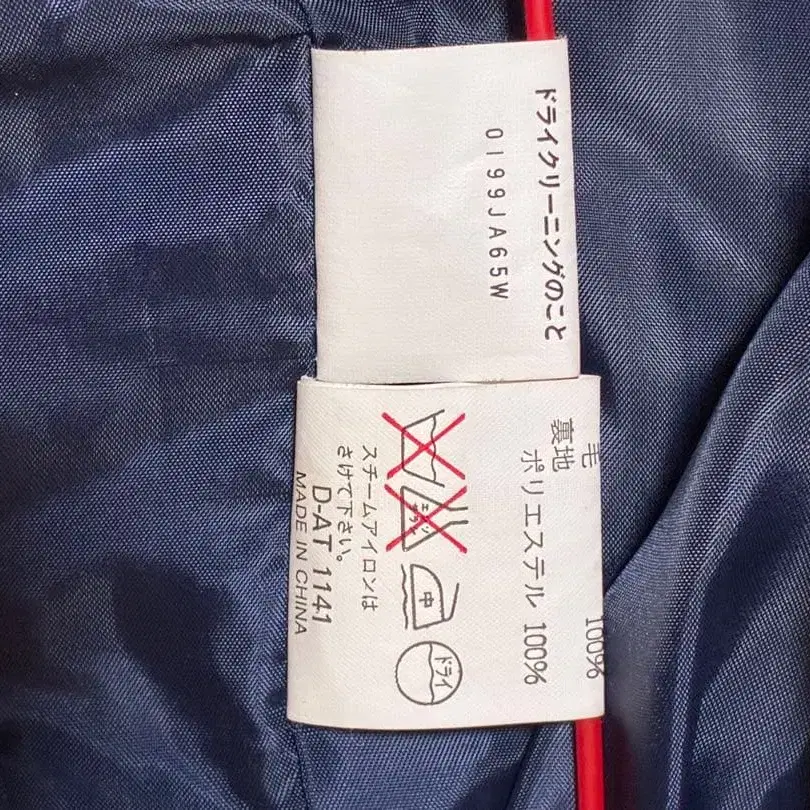 ドライクリーニングのこと
0199JA65W
毛 100%
裏地
ポリエステル 100%
中 ドライ
スチームアイロンは
さけて下さい。
D-AT 1141
MADE IN CHINA